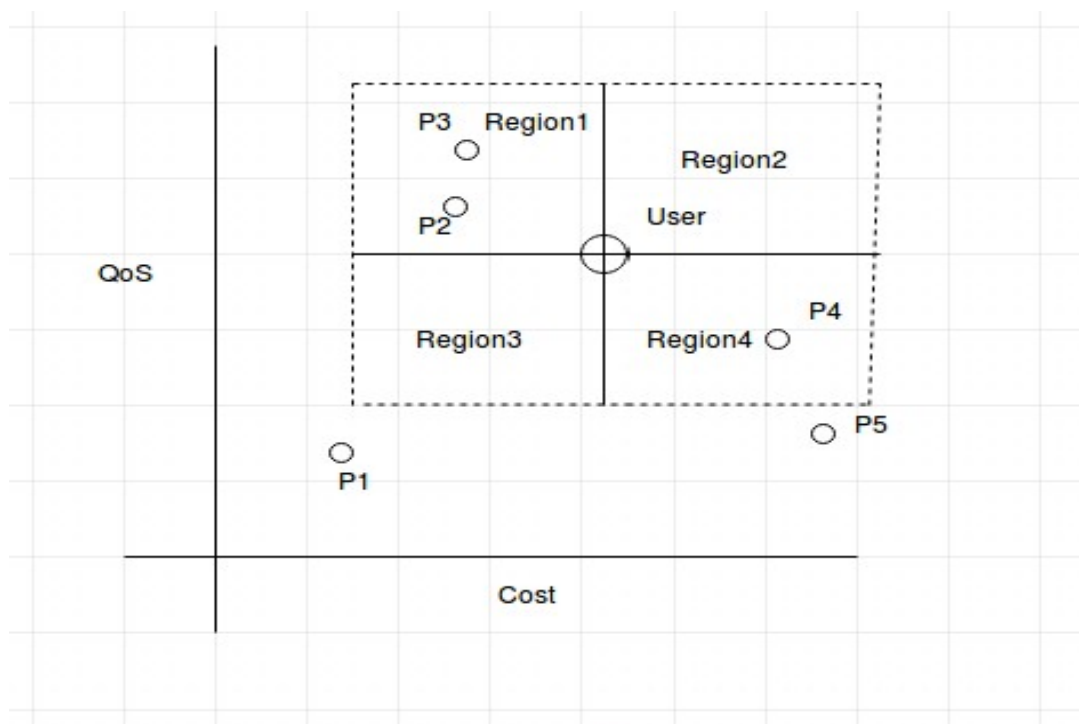 P3 Region1
Region2
P2
User
QoS
P4
Region3
Region4
P5
P1
Cost